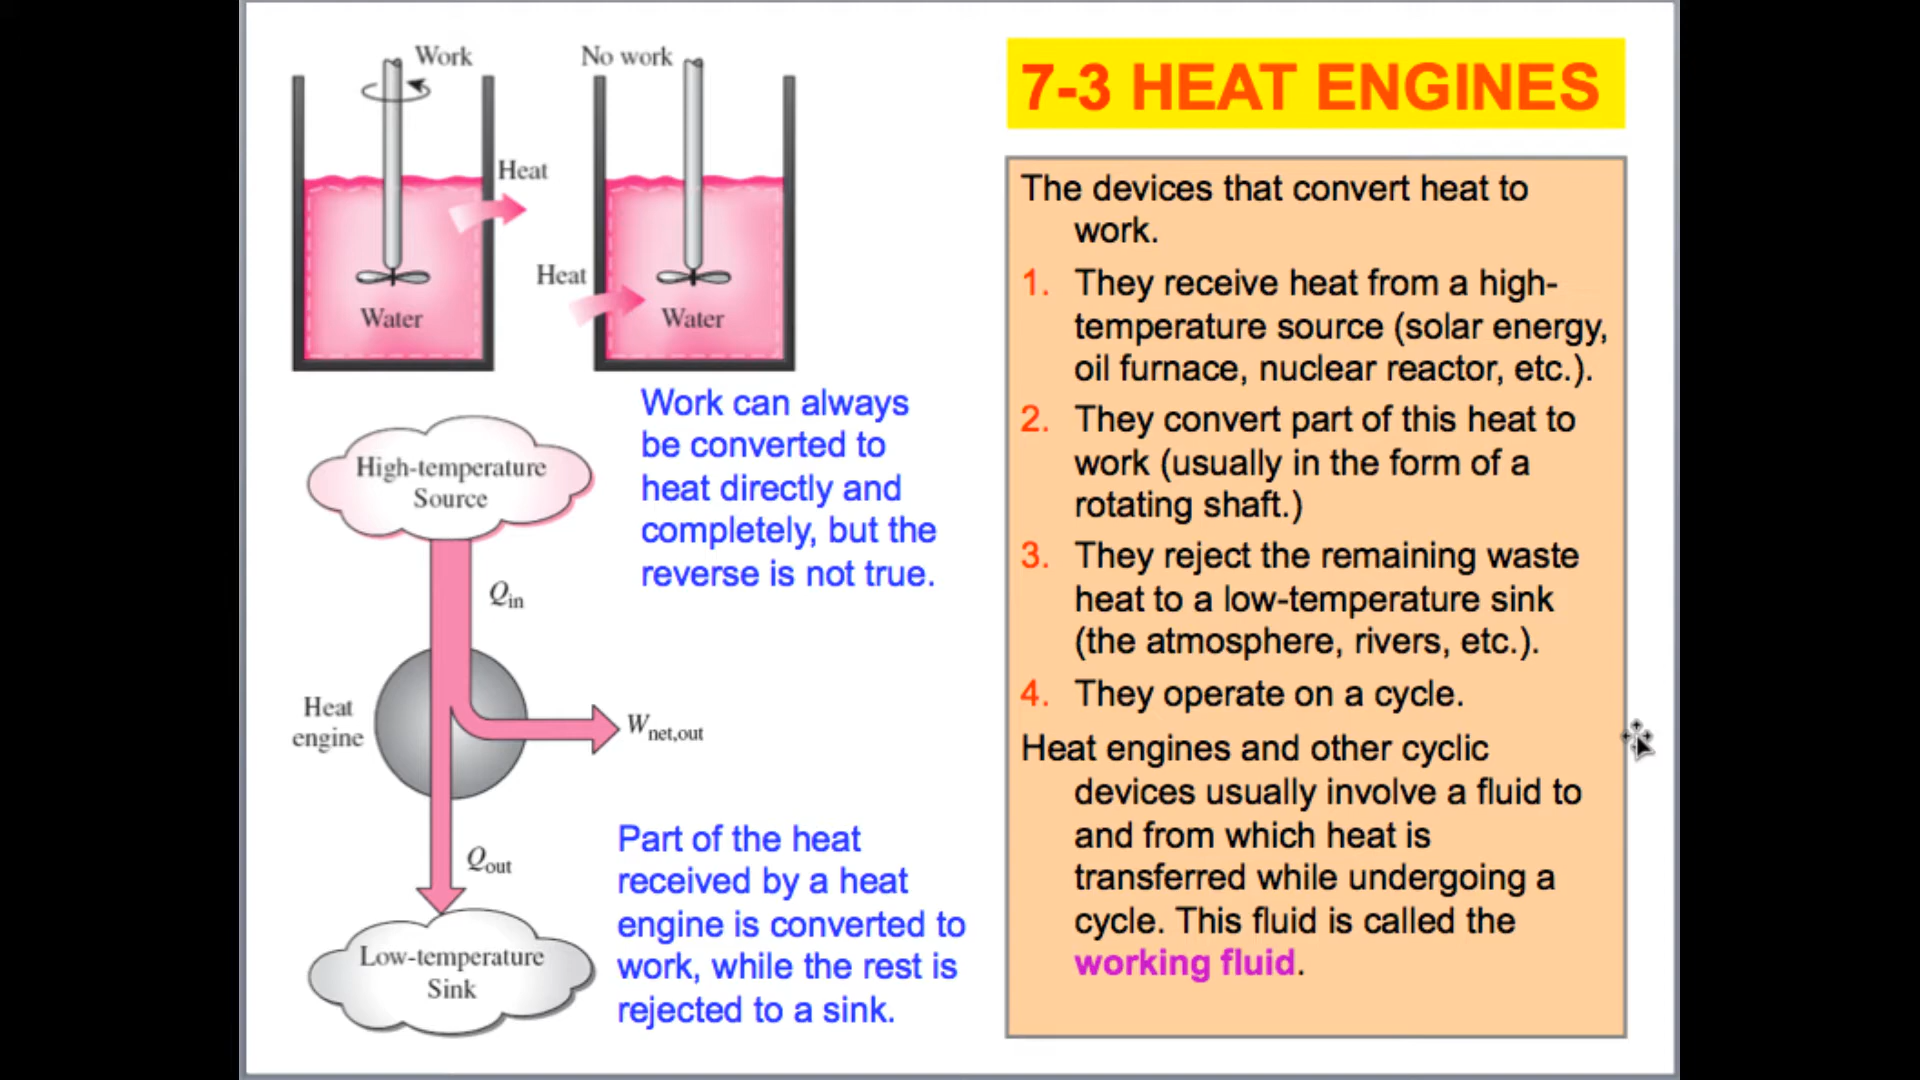 Work
No work
Heat
Heat
Water
Water
Work can always
be converted to
heat directly and
completely, but the
reverse is not true.
High-temperature
Source
Qin
Heat
engine
Wnet,out
Qout
Low-temperature
Sink
Part of the heat
received by a heat
engine is converted to
work, while the rest is
rejected to a sink.
7-3 HEAT ENGINES
The devices that convert heat to
work.
1. They receive heat from a high-
temperature source (solar energy,
oil furnace, nuclear reactor, etc.).
2. They convert part of this heat to
work (usually in the form of a
rotating shaft.)
3. They reject the remaining waste
heat to a low-temperature sink
(the atmosphere, rivers, etc.).
4. They operate on a cycle.
Heat engines and other cyclic
devices usually involve a fluid to
and from which heat is
transferred while undergoing a
cycle. This fluid is called the
working fluid.